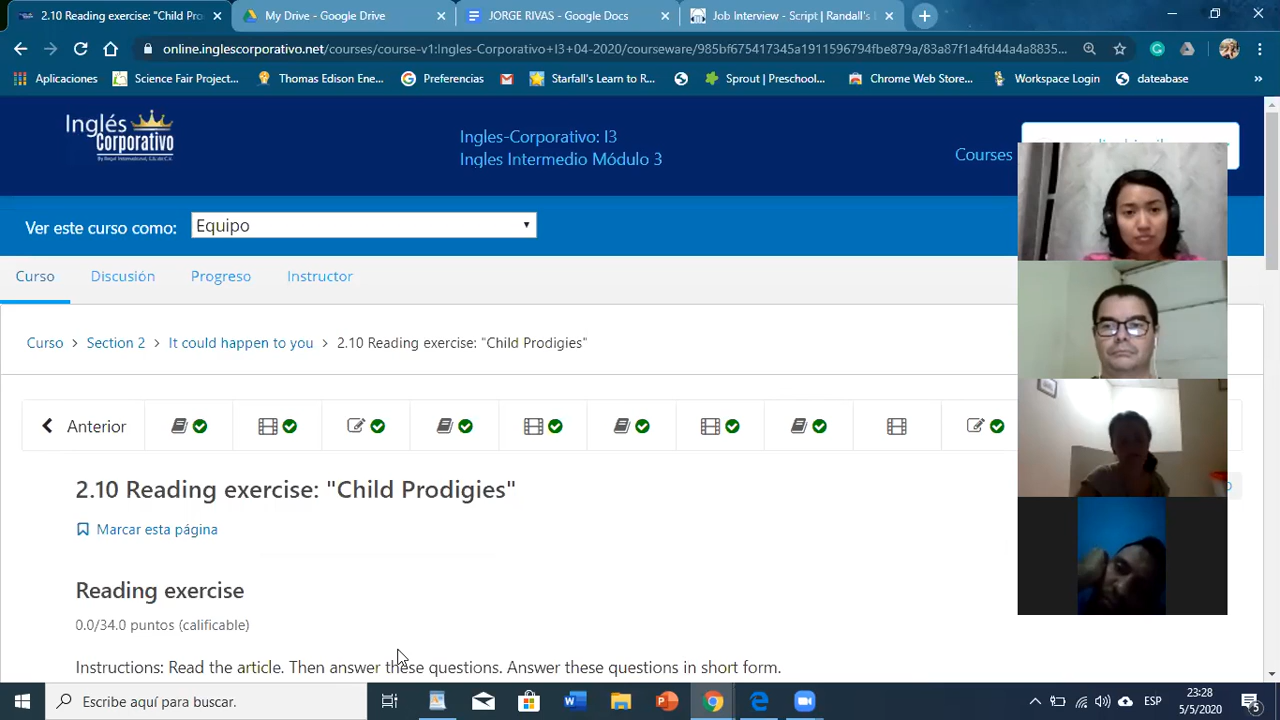 2.10 Reading exercise: "Child Pro
My Drive - Google Drive
JORGE RIVAS - Google Docs
Job Interview - Script | Randall's
online.inglescorporativo.net/courses/course-v1:Ingles-Corporativo+I3+04-2020/courseware/985bf675417345a1911596794fbe879a/83a87f1a4fd44a4a8835...
Aplicaciones
Science Fair Project...
Thomas Edison Ene...
Preferencias
Starfall's Learn to R...
Sprout | Preschool...
Chrome Web Store...
Workspace Login
dateabase
»
Inglés
Corporativo
Ingles-Corporativo: I3
Ingles Intermedio Módulo 3
Courses
Ver este curso como:
Equipo
Curso
Discusión
Progreso
Instructor
Curso > Section 2 > It could happen to you > 2.10 Reading exercise: "Child Prodigies"
Anterior
2.10 Reading exercise: "Child Prodigies"
Marcar esta página
Reading exercise
0.0/34.0 puntos (calificable)
Instructions: Read the article. Then answer these questions. Answer these questions in short form.
Escribe aquí para buscar.
ESP
23:28
5/5/2020
5